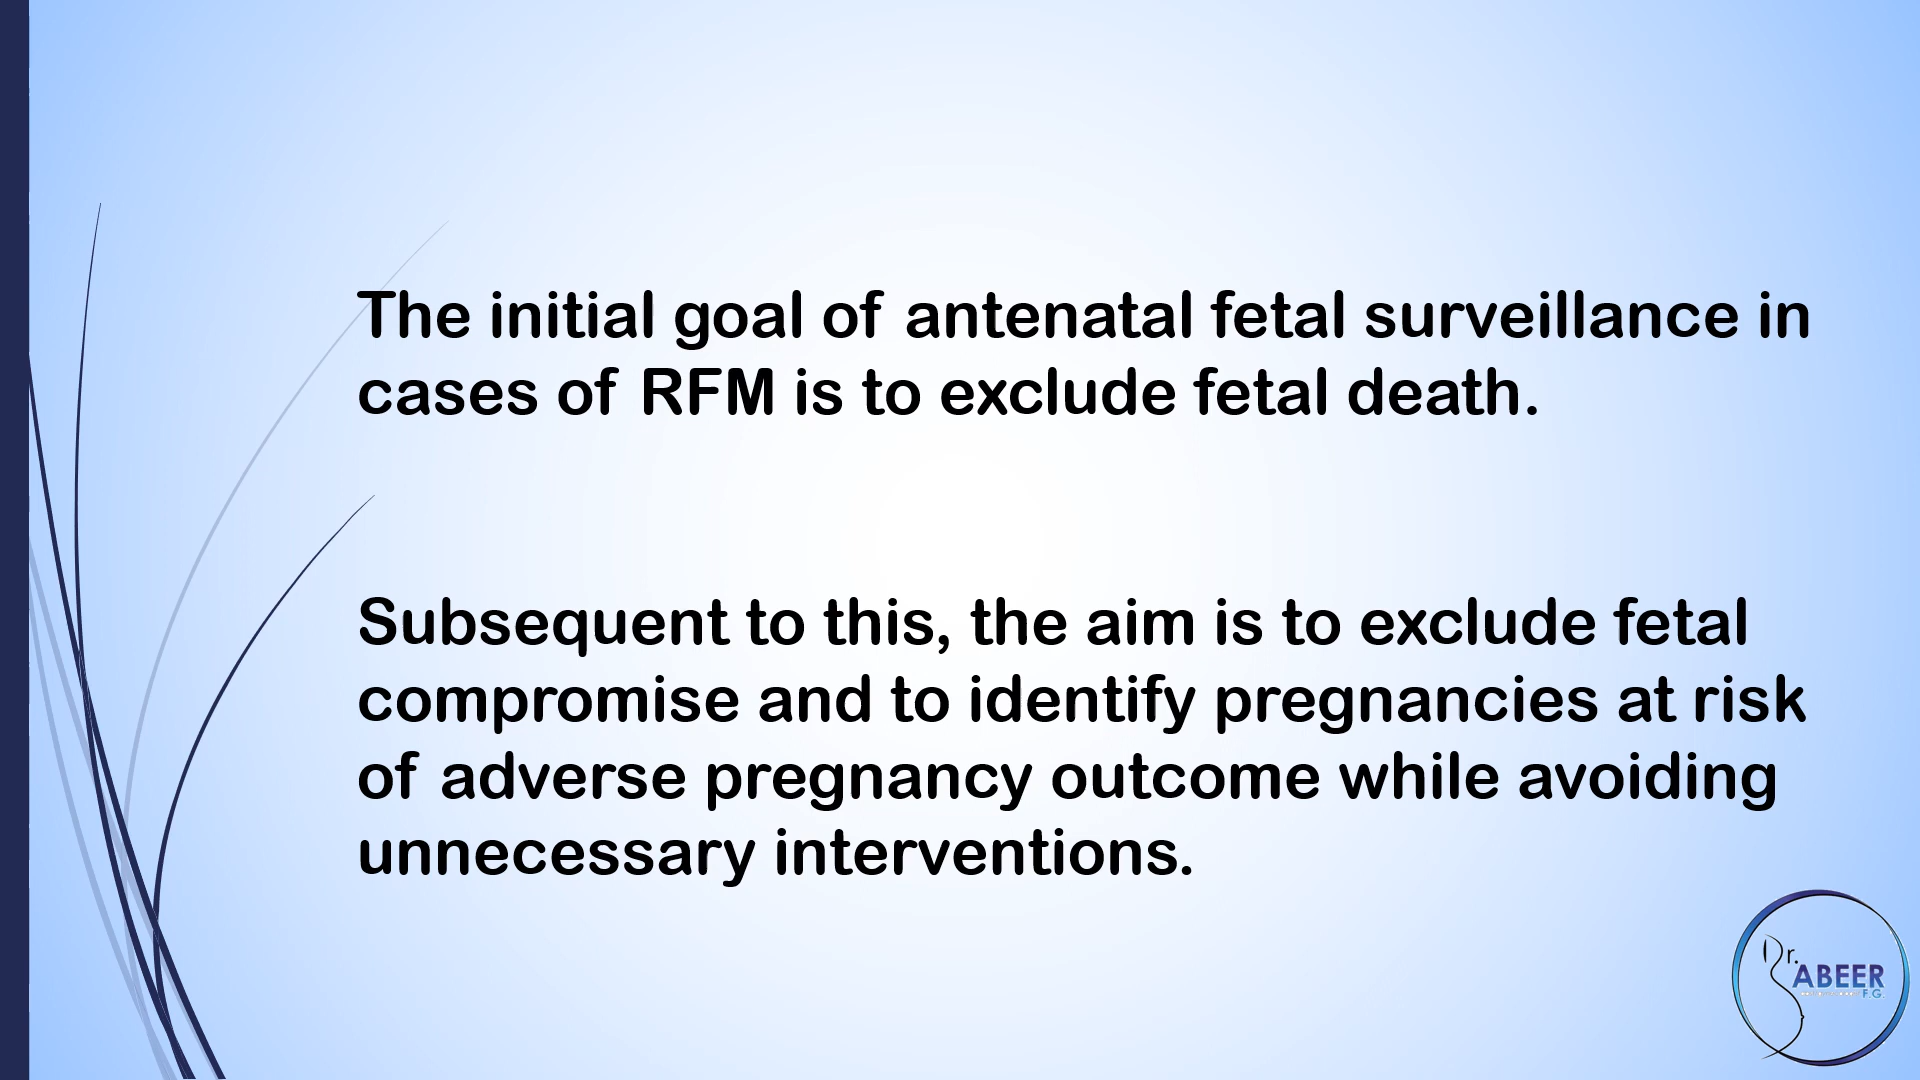 The initial goal of antenatal fetal surveillance in
cases of RFM is to exclude fetal death.
Subsequent to this, the aim is to exclude fetal
compromise and to identify pregnancies at risk
of adverse pregnancy outcome while avoiding
unnecessary interventions.
Dr.
ABEER
F.G.